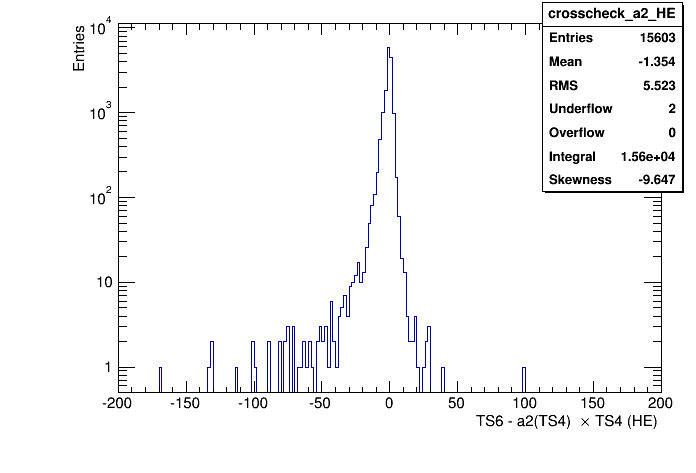 crosscheck_a2_HE
Entries 15603
Mean -1.354
RMS 5.523
Underflow 2
Overflow 0
Integral 1.56e+04
Skewness -9.647
Entries
10⁴
10³
10²
10
1
-200 -150 -100 -50 0 50 100 150 200
TS6 - a2(TS4) × TS4 (HE)